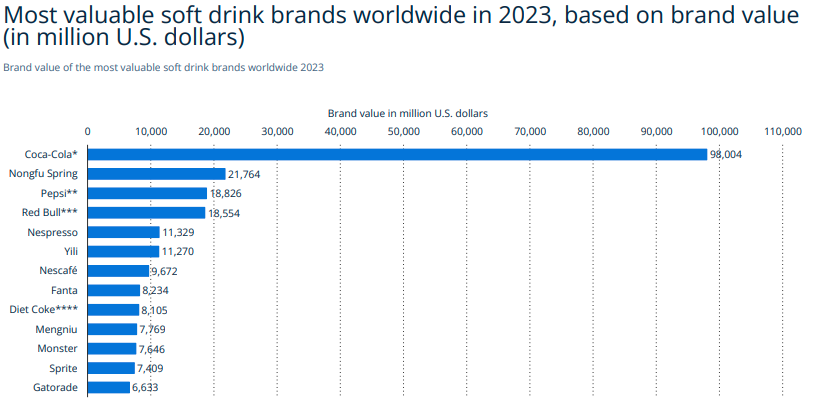 Most valuable soft drink brands worldwide in 2023, based on brand value
(in million U.S. dollars)
Brand value of the most valuable soft drink brands worldwide 2023
Brand value in million U.S. dollars
0 10,000 20,000 30,000 40,000 50,000 60,000 70,000 80,000 90,000 100,000 110,000
Coca-Cola* 98,004
Nongfu Spring 21,764
Pepsi** 18,826
Red Bull*** 18,554
Nespresso 11,329
Yili 11,270
Nescafé 9,672
Fanta 8,234
Diet Coke**** 8,105
Mengniu 7,769
Monster 7,646
Sprite 7,409
Gatorade 6,633